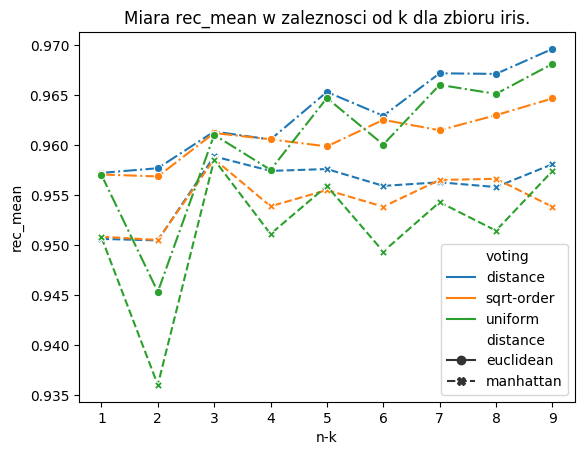 Miara rec_mean w zaleznosci od k dla zbioru iris.
0.970
0.965
0.960
0.955
0.950
0.945
0.940
0.935
rec_mean
voting
distance
sqrt-order
uniform
distance
euclidean
manhattan
1 2 3 4 5 6 7 8 9
n-k